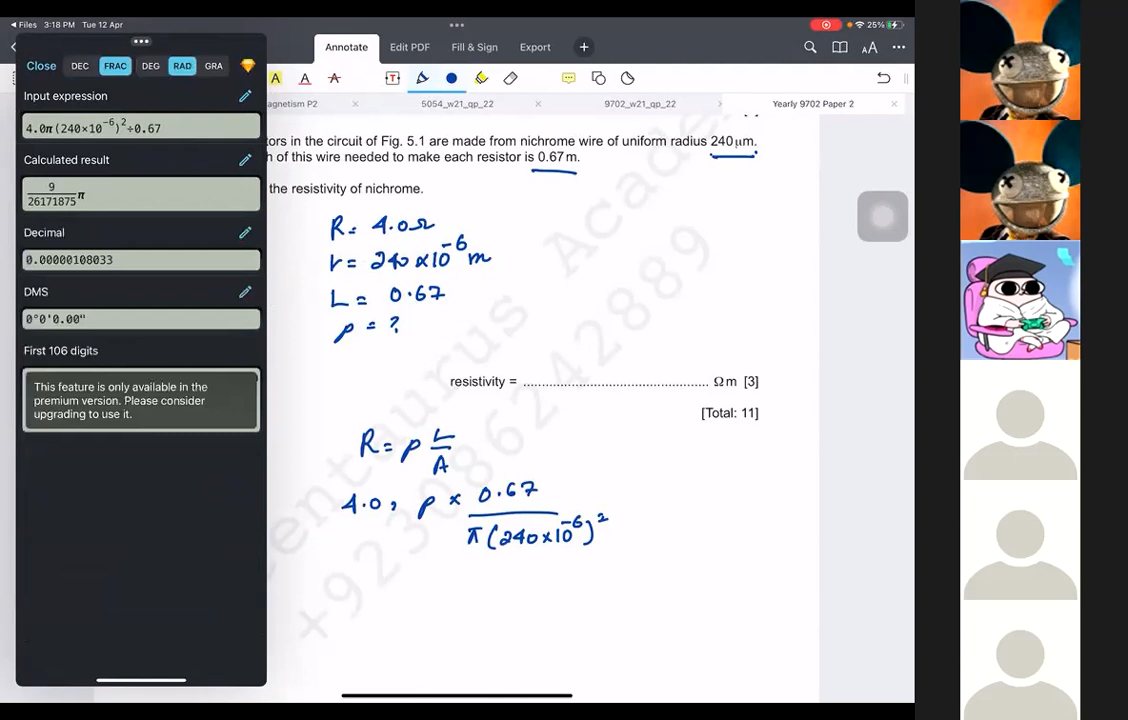 Files 3:18 PM Tue 12 Apr
25%
Close DEC FRAC DEG RAD GRA
Input expression
4.0π(240×10⁻⁶)²÷0.67
Calculated result
9
26171875 π
Decimal
0.00000108033
DMS
0°0'0.00"
First 106 digits
This feature is only available in the
premium version. Please consider
upgrading to use it.
Annotate Edit PDF Fill & Sign Export
agnetism P2 5054_w21_qp_22 9702_w21_qp_22 Yearly 9702 Paper 2
tors in the circuit of Fig. 5.1 are made from nichrome wire of uniform radius 240 μm.
h of this wire needed to make each resistor is 0.67 m.
the resistivity of nichrome.
R = 4.0Ω
r = 240 ×10⁻⁶ m
L = 0.67
ρ = ?
resistivity = ................................................ Ω m [3]
[Total: 11]
R = ρ L
A
4.0 , ρ × 0.67
π (240×10⁻⁶)²
+923086242889